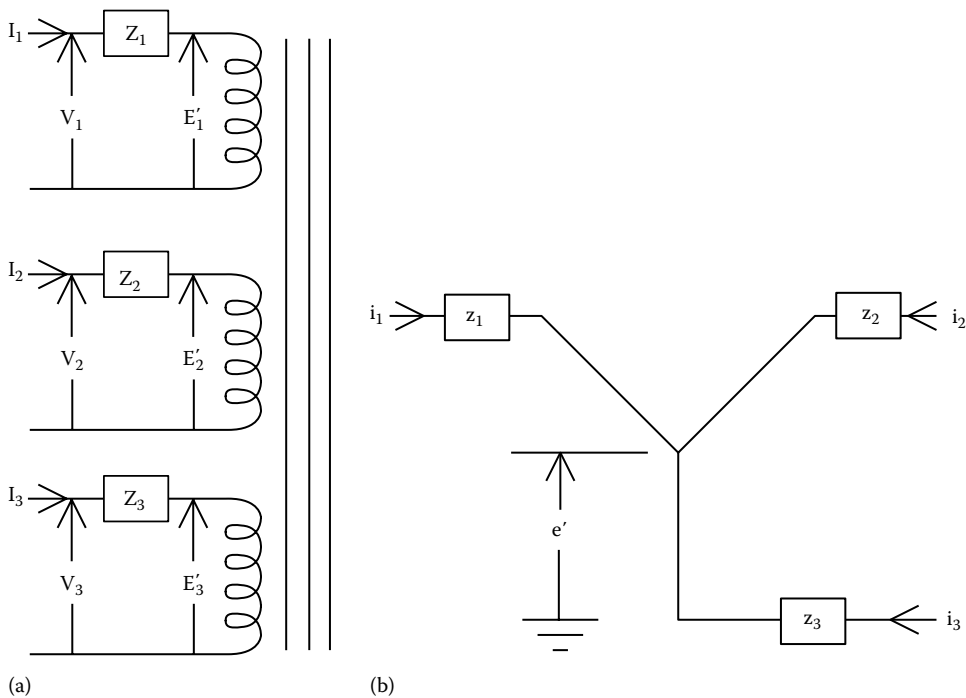 I₁
Z₁
V₁
E′₁
I₂
Z₂
V₂
E′₂
I₃
Z₃
V₃
E′₃
(a)
i₁
z₁
z₂
i₂
e′
z₃
i₃
(b)